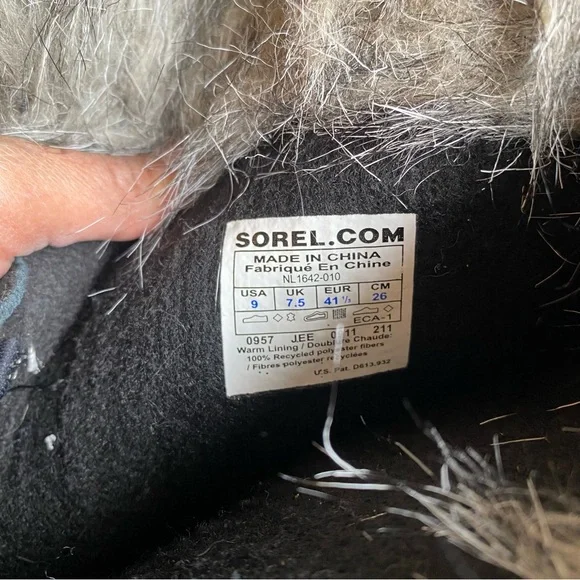 SOREL.COM
MADE IN CHINA
Fabriqué En Chine
NL1642-010
USA UK EUR CM
9 7.5 41 1/3 26
ECA-1
0957 JEE 211
Warm Lining / Doublure Chaude:
100% Recycled polyester fibers
/ Fibres polyester recyclées
U.S. Pat. D613,932